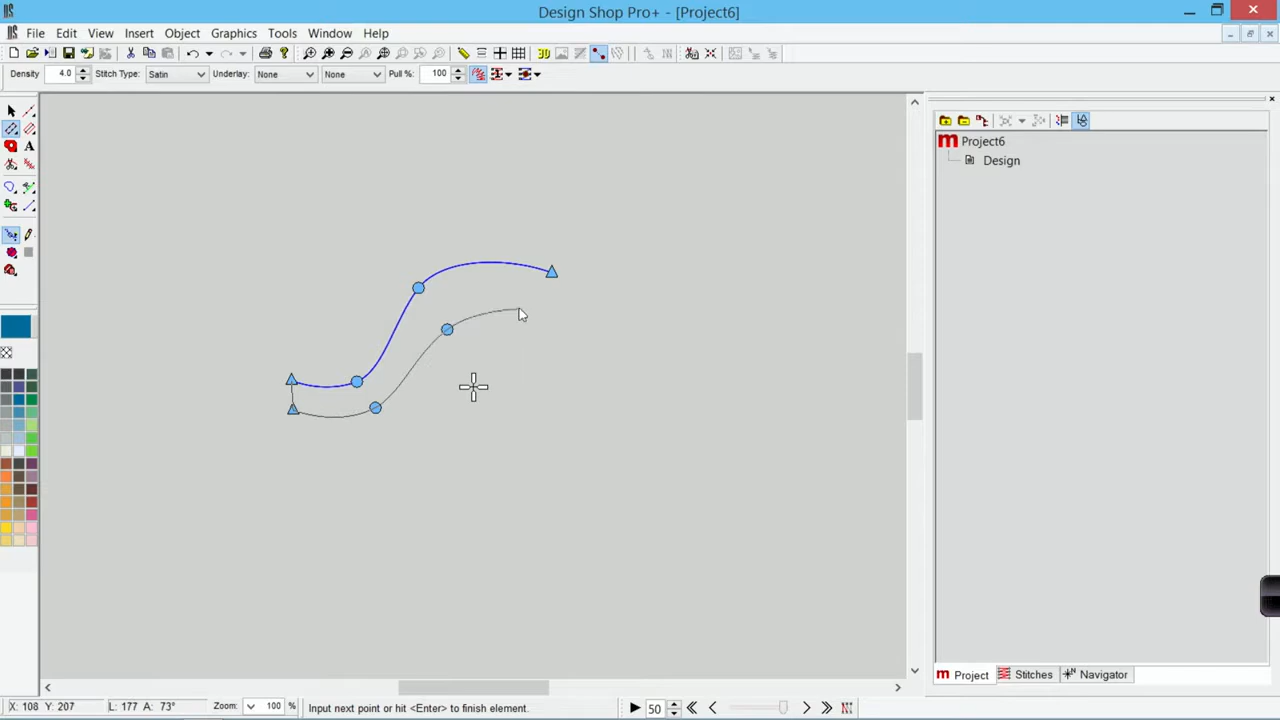 Design Shop Pro+ - [Project6]
File Edit View Insert Object Graphics Tools Window Help
3D
Density 4.0 Stitch Type: Satin Underlay: None None Pull %: 100
A
m Project6
Design
m Project Stitches Navigator
X: 108 Y: 207 L: 177 A: 73° Zoom: 100 % Input next point or hit <Enter> to finish element. 50